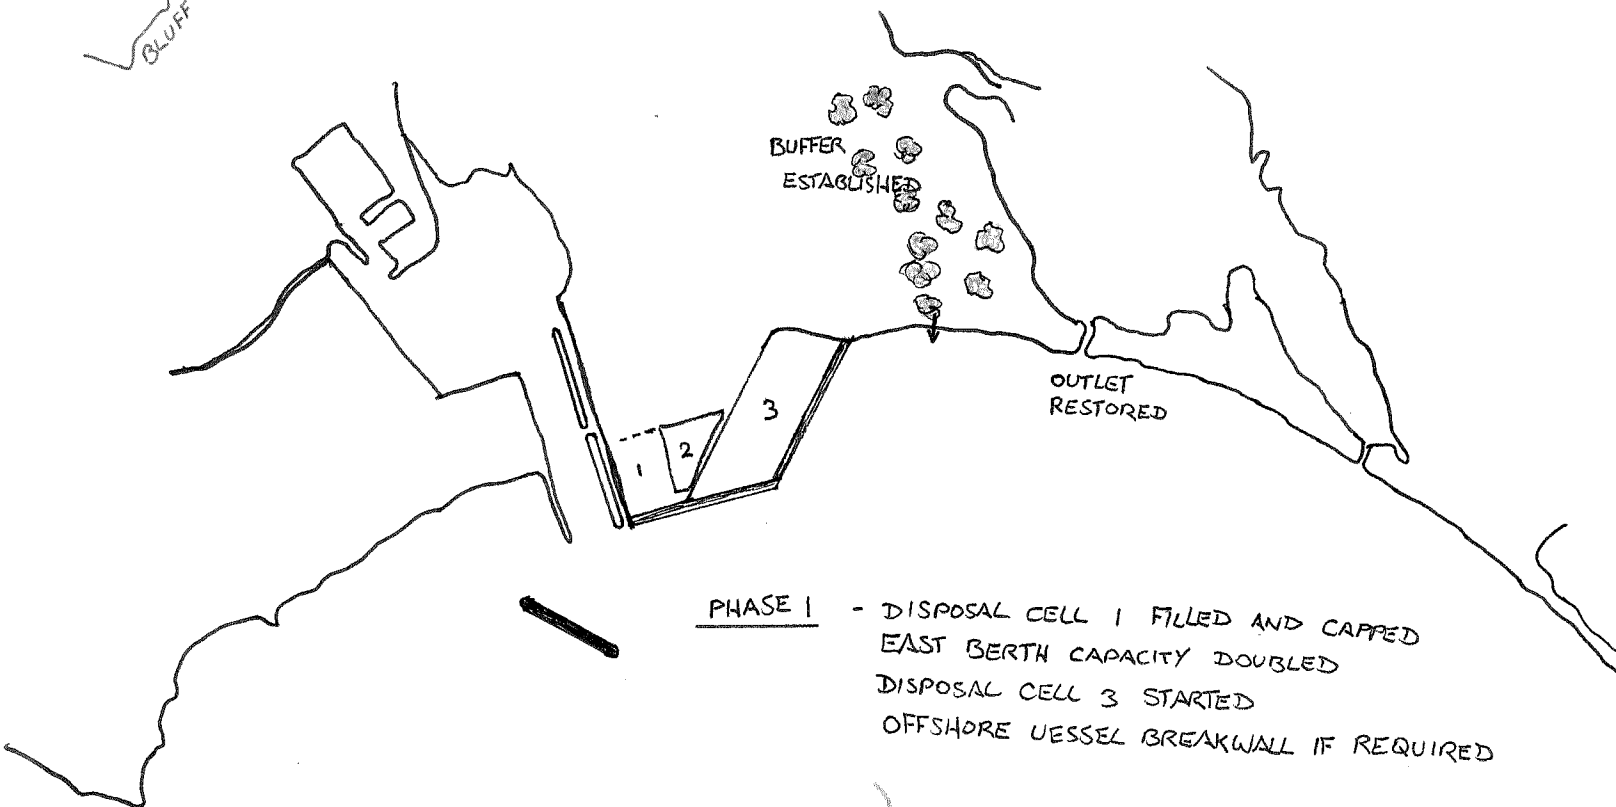 BLUFF
BUFFER
ESTABLISHED
3
2
1
OUTLET
RESTORED
PHASE 1 - DISPOSAL CELL 1 FILLED AND CAPPED
EAST BERTH CAPACITY DOUBLED
DISPOSAL CELL 3 STARTED
OFFSHORE VESSEL BREAKWALL IF REQUIRED